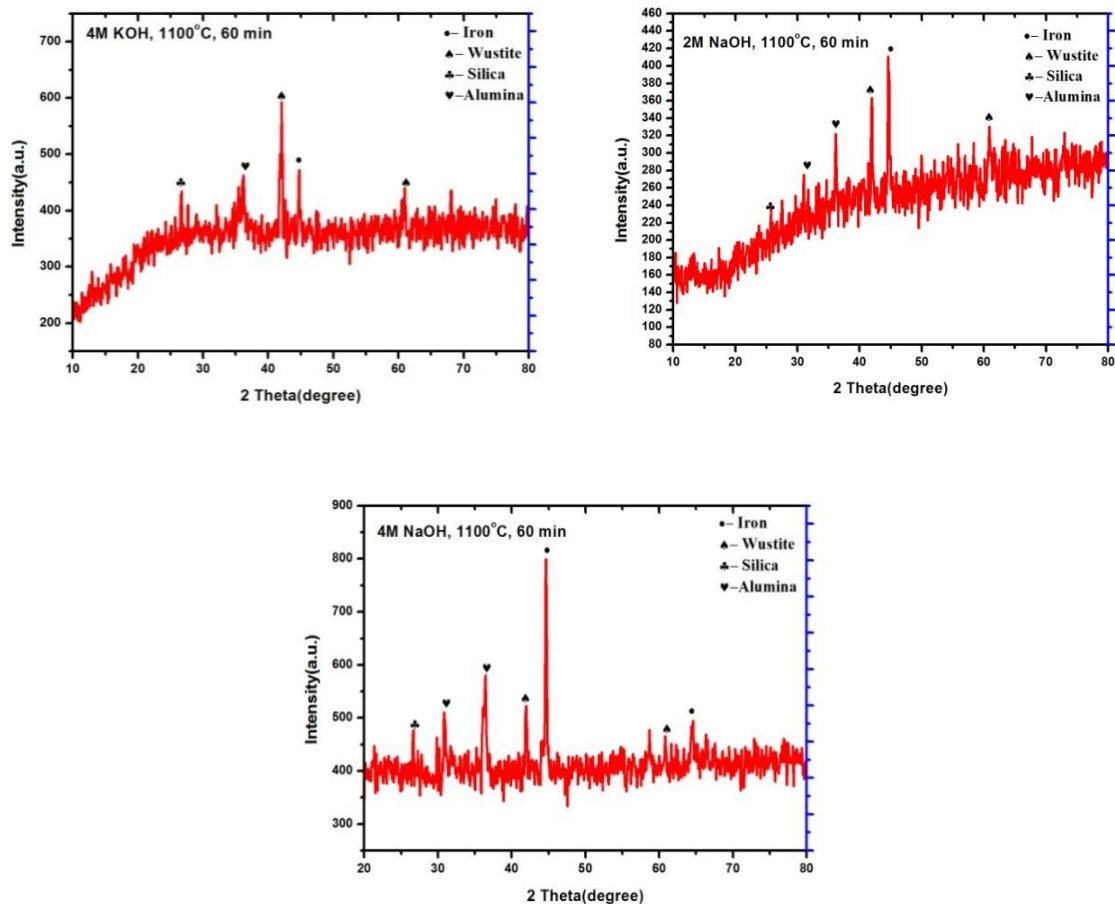 4M KOH, 1100°C, 60 min
●– Iron
♠– Wustite
♣– Silica
♥–Alumina
Intensity(a.u.)
700
600
500
400
300
200
10 20 30 40 50 60 70 80
2 Theta(degree)
2M NaOH, 1100°C, 60 min
●– Iron
♠– Wustite
♣– Silica
♥–Alumina
Intensity(a.u.)
460
440
420
400
380
360
340
320
300
280
260
240
220
200
180
160
140
120
100
80
10 20 30 40 50 60 70 80
2 Theta(degree)
4M NaOH, 1100°C, 60 min
●– Iron
♠– Wustite
♣– Silica
♥–Alumina
Intensity(a.u.)
900
800
700
600
500
400
300
20 30 40 50 60 70 80
2 Theta(degree)